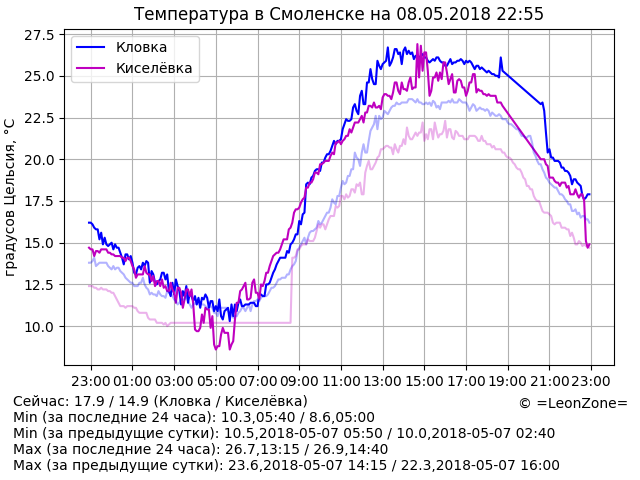 Температура в Смоленске на 08.05.2018 22:55
Кловка
Киселёвка
градусов Цельсия, °C
27.5
25.0
22.5
20.0
17.5
15.0
12.5
10.0
23:00 01:00 03:00 05:00 07:00 09:00 11:00 13:00 15:00 17:00 19:00 21:00 23:00
Сейчас: 17.9 / 14.9 (Кловка / Киселёвка)
© =LeonZone=
Min (за последние 24 часа): 10.3,05:40 / 8.6,05:00
Min (за предыдущие сутки): 10.5,2018-05-07 05:50 / 10.0,2018-05-07 02:40
Max (за последние 24 часа): 26.7,13:15 / 26.9,14:40
Max (за предыдущие сутки): 23.6,2018-05-07 14:15 / 22.3,2018-05-07 16:00